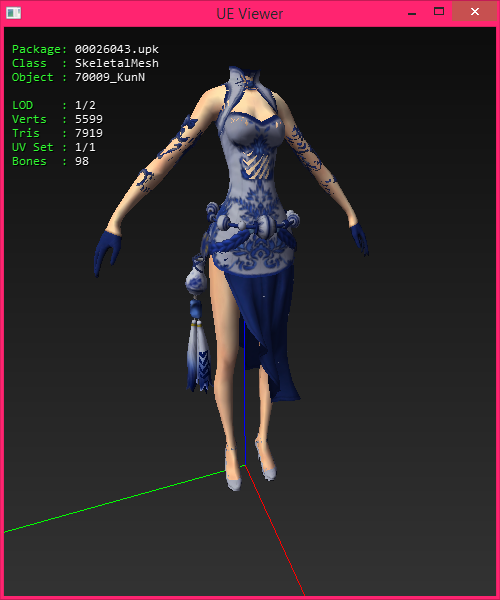 UE Viewer
Package: 00026043.upk
Class  : SkeletalMesh
Object : 70009_KunN
LOD    : 1/2
Verts  : 5599
Tris   : 7919
UV Set : 1/1
Bones  : 98